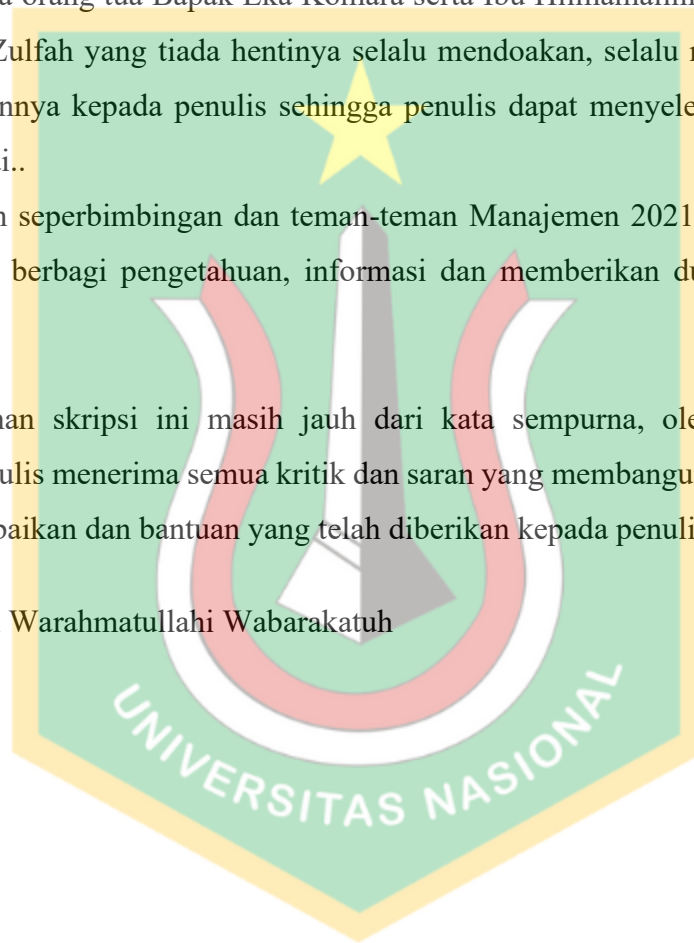 orang tua Bapak Eka Komara serta Ibu
Zulfah yang tiada hentinya selalu mendoakan, selalu
nnya kepada penulis sehingga penulis dapat menyele
i..
n seperbimbingan dan teman-teman Manajemen 2021
berbagi pengetahuan, informasi dan memberikan du
nan skripsi ini masih jauh dari kata sempurna, ole
ulis menerima semua kritik dan saran yang membangu
baikan dan bantuan yang telah diberikan kepada penuli
Warahmatullahi Wabarakatuh
UNIVERSITAS NASIONAL